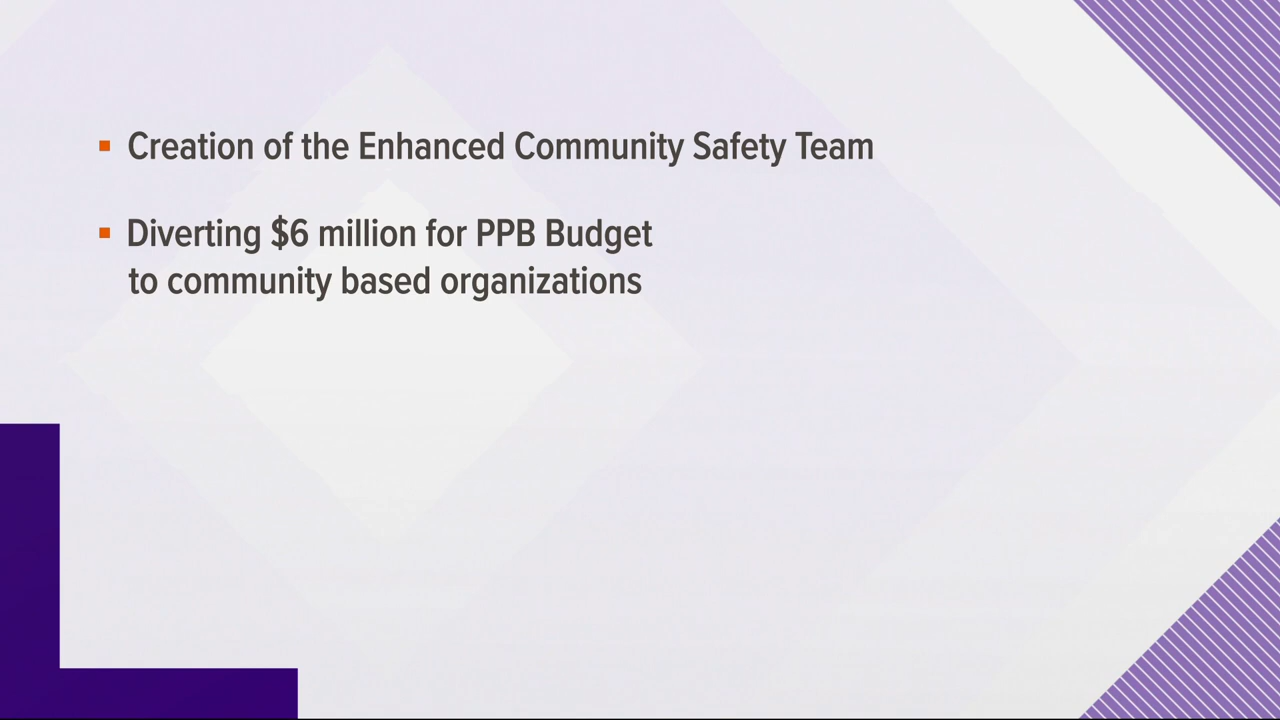 Creation of the Enhanced Community Safety Team
Diverting $6 million for PPB Budget
to community based organizations